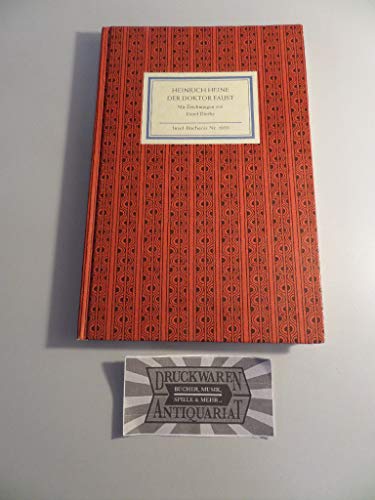 HEINRICH HEINE
DER DOKTOR FAUST
Mit Zeichnungen von
Insel-Bücherei Nr.
DRUCKWAREN
BÜCHER, MUSIK,
SPIELE & MEHR...
ANTIQUARIAT